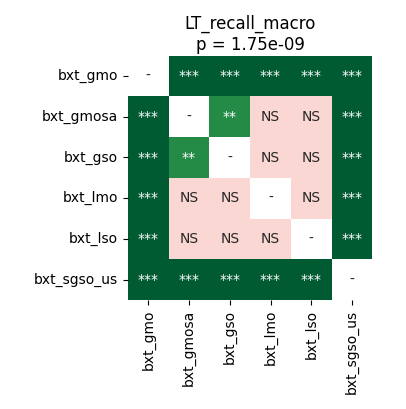 LT_recall_macro
p = 1.75e-09
bxt_gmo - *** *** *** *** ***
bxt_gmosa *** - ** NS NS ***
bxt_gso *** ** - NS NS ***
bxt_lmo *** NS NS - NS ***
bxt_lso *** NS NS NS - ***
bxt_sgso_us *** *** *** *** *** -
bxt_gmo
bxt_gmosa
bxt_gso
bxt_lmo
bxt_lso
bxt_sgso_us